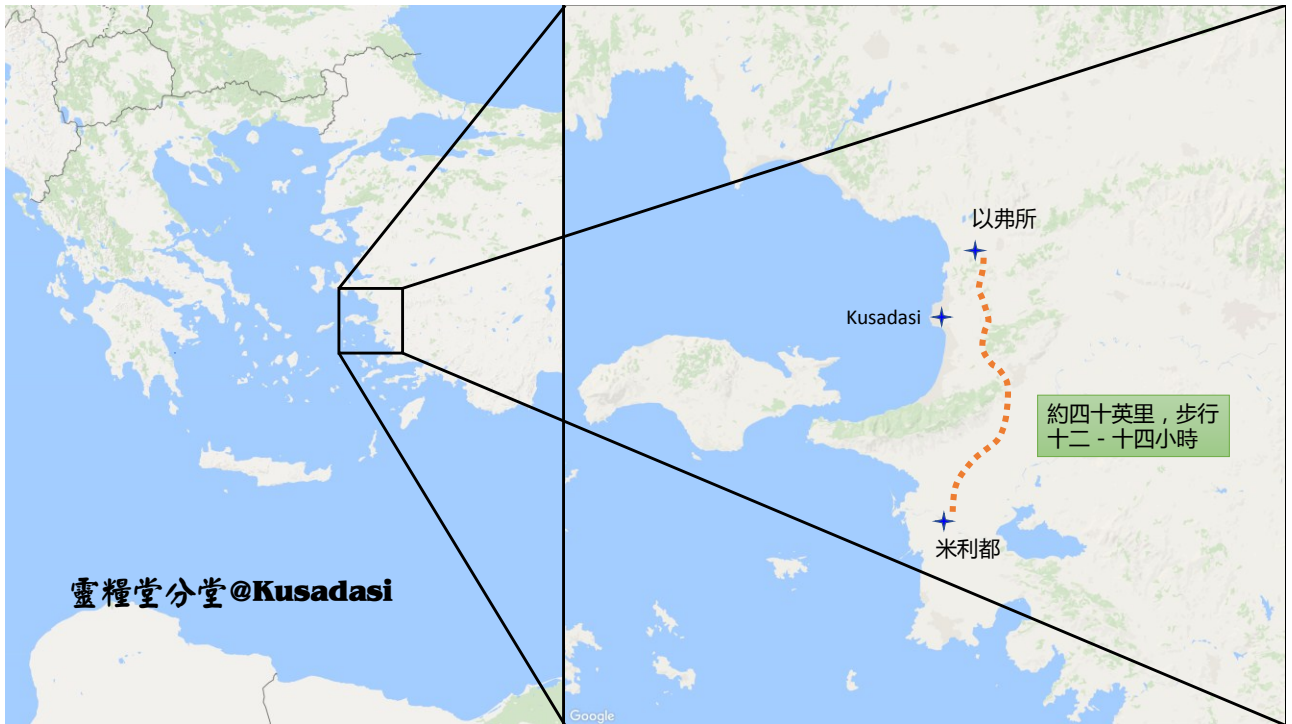 靈糧堂分堂@Kusadasi
以弗所
Kusadasi
約四十英里，步行
十二 - 十四小時
米利都
Google